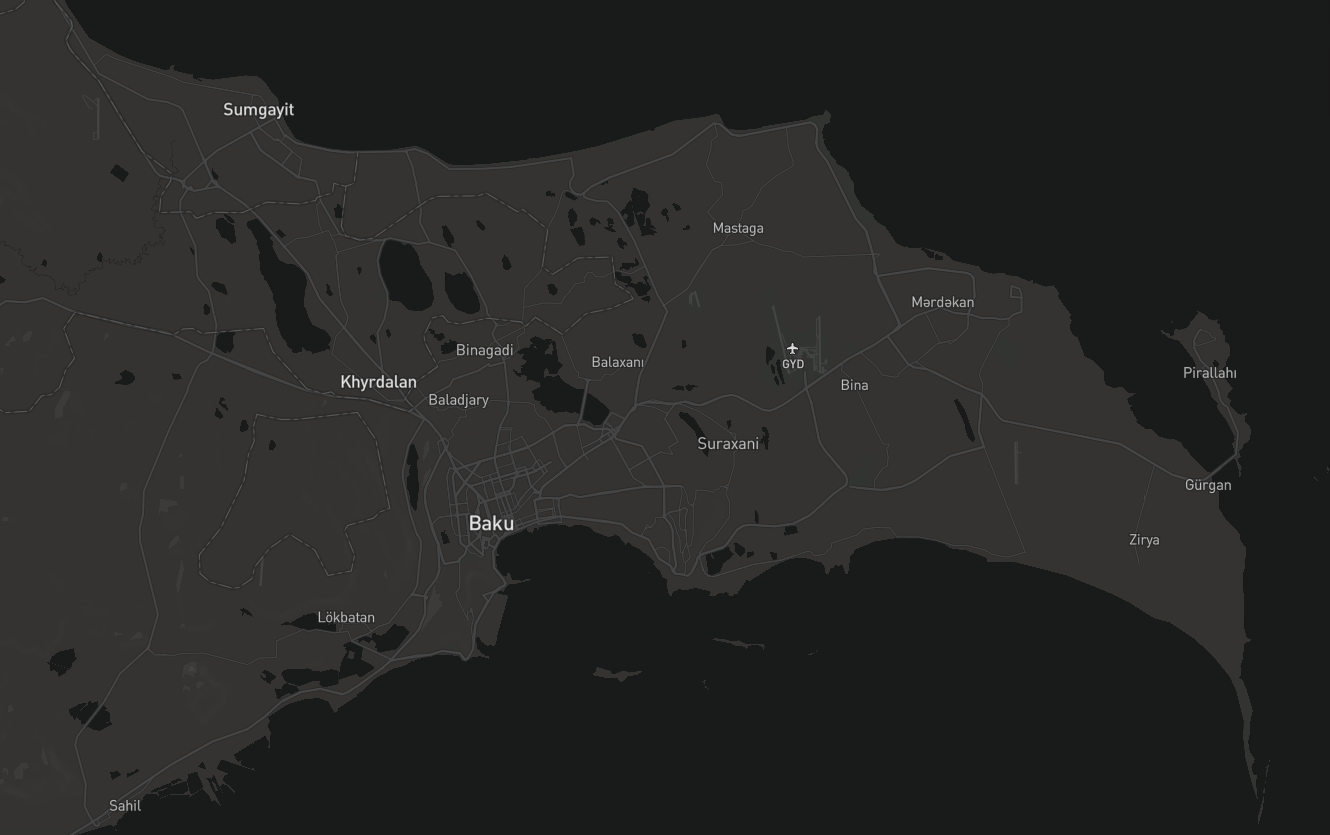 Sumgayit
Mastaga
Mərdəkan
Binagadi
Balaxanı
GYD
Pirallahı
Khyrdalan
Bina
Baladjary
Suraxani
Gürgan
Baku
Zirya
Lökbatan
Sahil